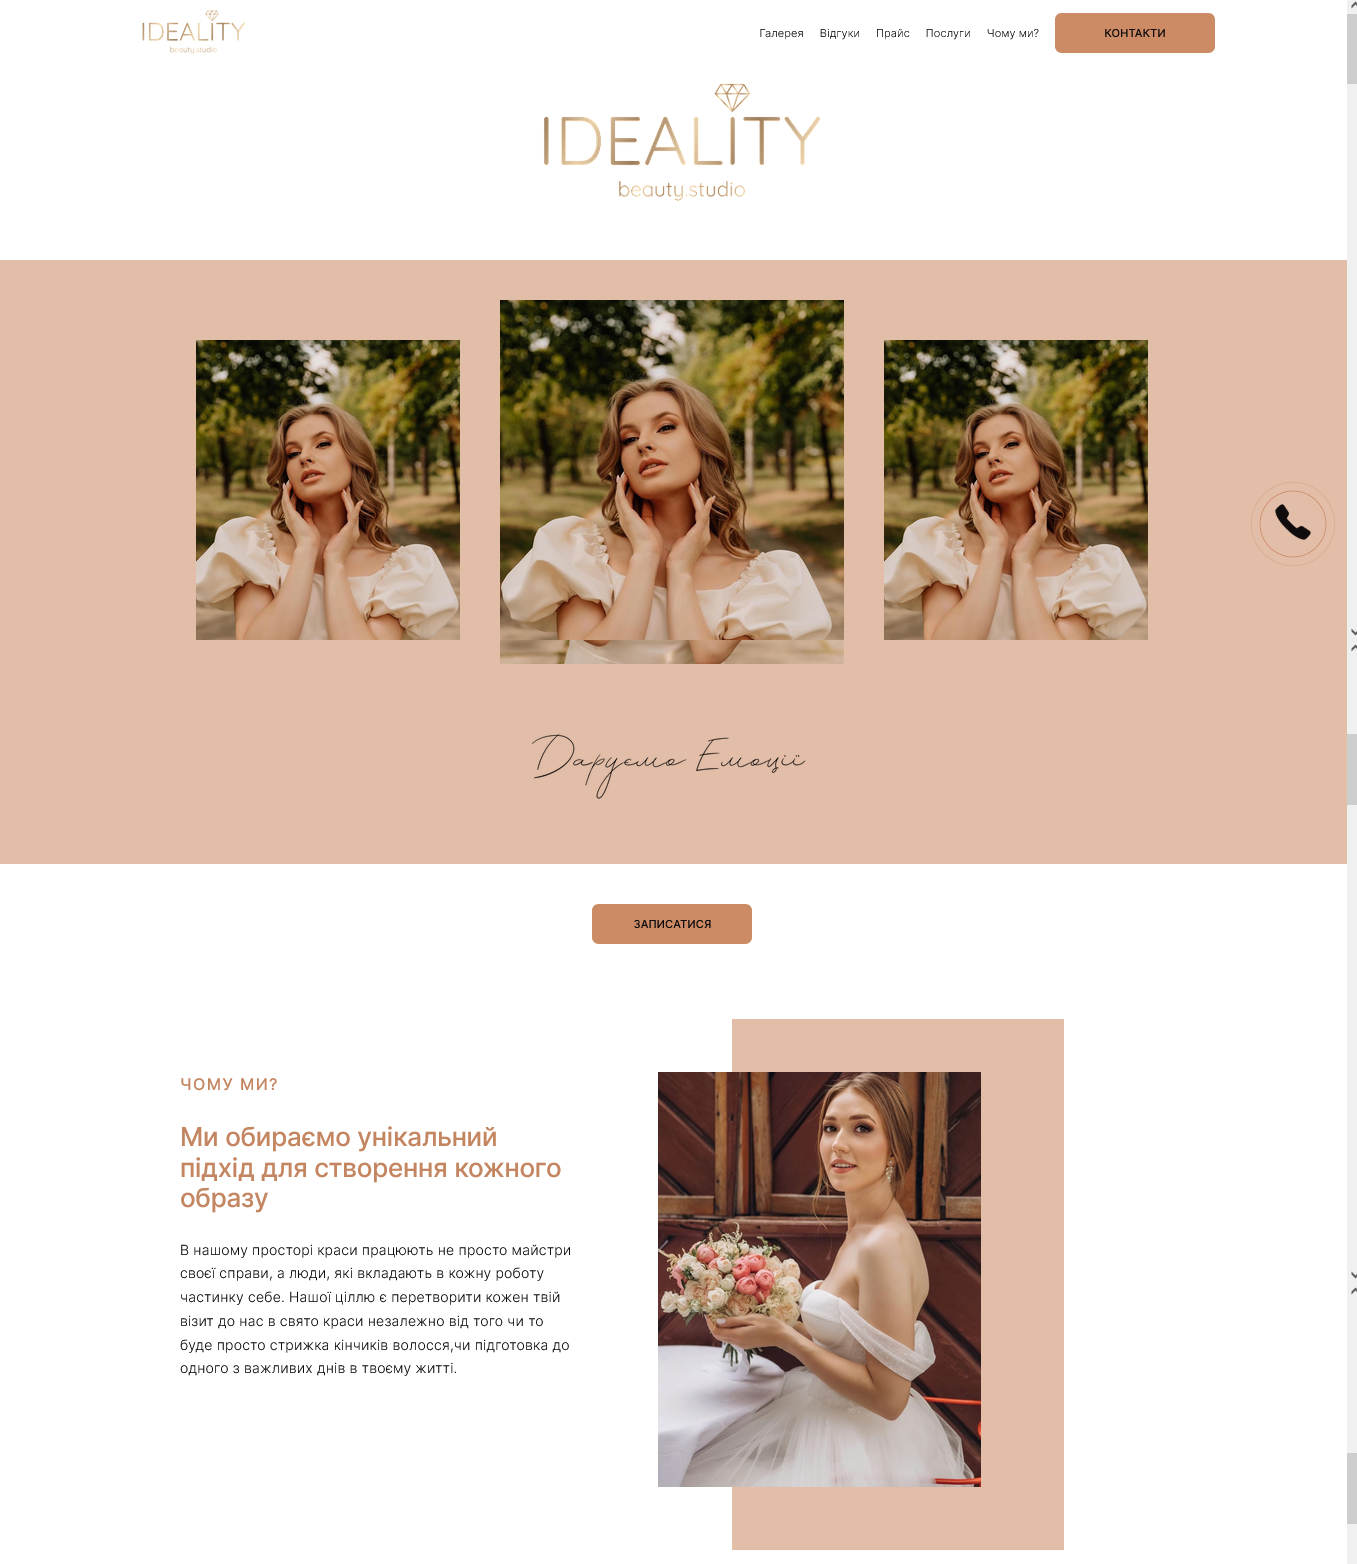 IDEALITY
beauty.studio
Галерея Відгуки Прайс Послуги Чому ми? КОНТАКТИ
IDEALITY
beauty.studio
Даруємо Емоції
ЗАПИСАТИСЯ
ЧОМУ МИ?
Ми обираємо унікальний
підхід для створення кожного
образу
В нашому просторі краси працюють не просто майстри
своєї справи, а люди, які вкладають в кожну роботу
частинку себе. Нашої ціллю є перетворити кожен твій
візит до нас в свято краси незалежно від того чи то
буде просто стрижка кінчиків волосся,чи підготовка до
одного з важливих днів в твоєму житті.